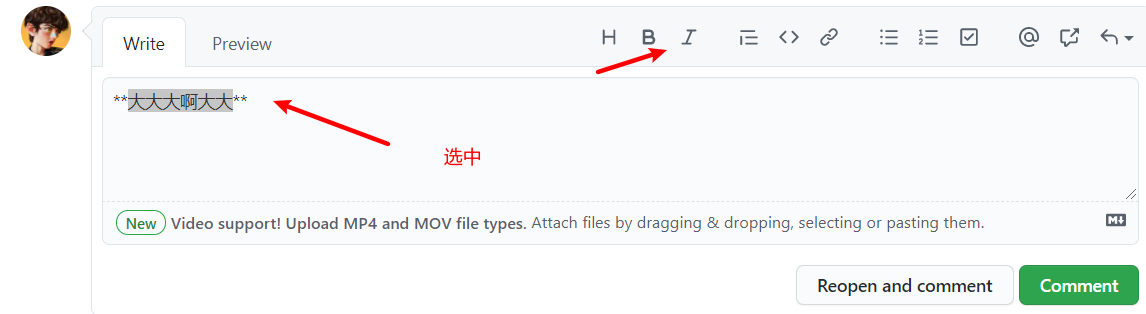 Write Preview H B I
**大大大啊大大**
选中
New Video support! Upload MP4 and MOV file types. Attach files by dragging & dropping, selecting or pasting them.
Reopen and comment Comment